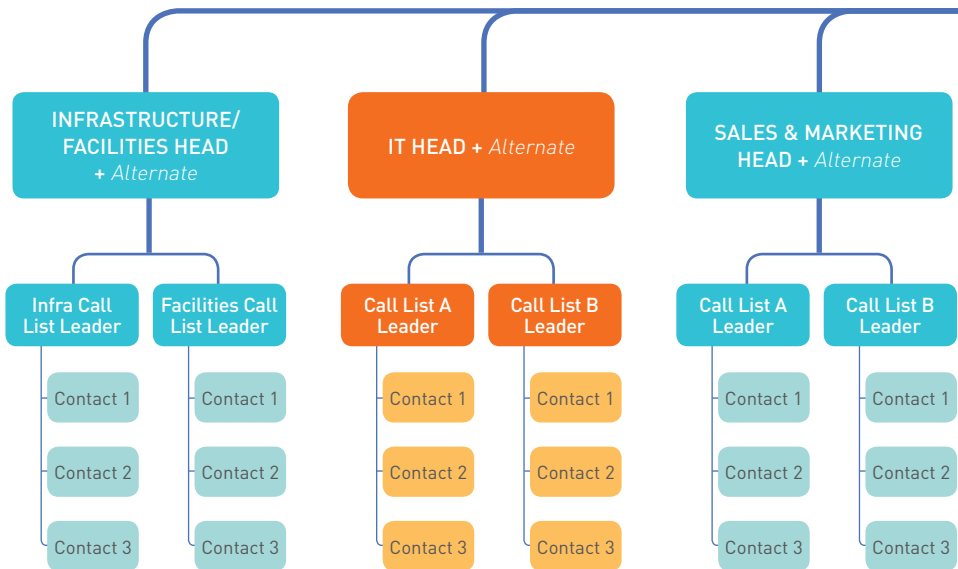 INFRASTRUCTURE/
FACILITIES HEAD
+ Alternate
IT HEAD + Alternate
SALES & MARKETING
HEAD + Alternate
Infra Call
List Leader
Facilities Call
List Leader
Call List A
Leader
Call List B
Leader
Call List A
Leader
Call List B
Leader
Contact 1
Contact 1
Contact 1
Contact 1
Contact 1
Contact 1
Contact 2
Contact 2
Contact 2
Contact 2
Contact 2
Contact 2
Contact 3
Contact 3
Contact 3
Contact 3
Contact 3
Contact 3